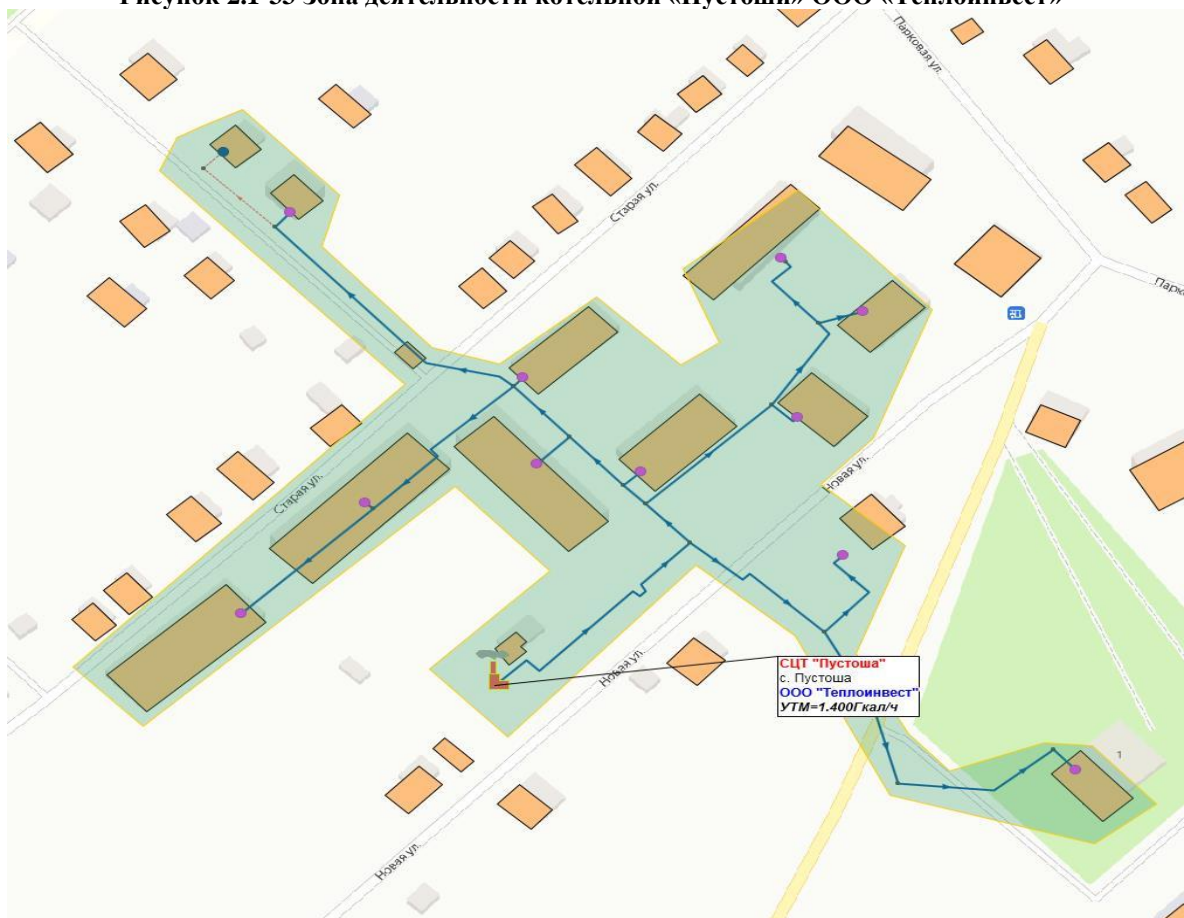 Рисунок 2.1-55 Зона деятельности котельной «Пустоши» ООО «Теплоинвест»
Парковая ул.
Старая ул.
Парк
Старая ул.
Новая ул.
Новая ул.
СЦТ "Пустоша"
с. Пустоша
ООО "Теплоинвест"
УТМ=1.400Гкал/ч
1
Новая ул.